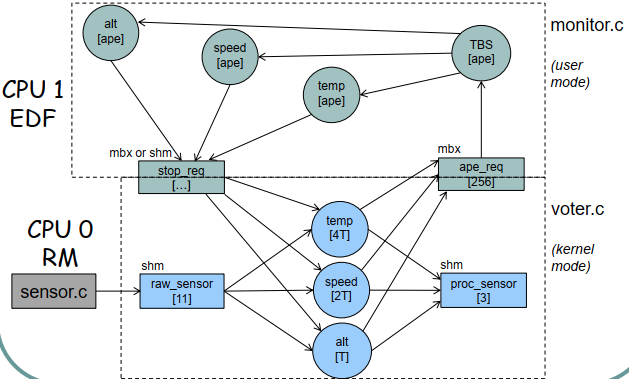 alt
[ape]
speed
[ape]
temp
[ape]
TBS
[ape]
monitor.c
(user
mode)
CPU 1
EDF
mbx or shm
stop_req
[...]
mbx
ape_req
[256]
CPU 0
RM
sensor.c
shm
raw_sensor
[11]
temp
[4T]
speed
[2T]
alt
[T]
shm
proc_sensor
[3]
voter.c
(kernel
mode)